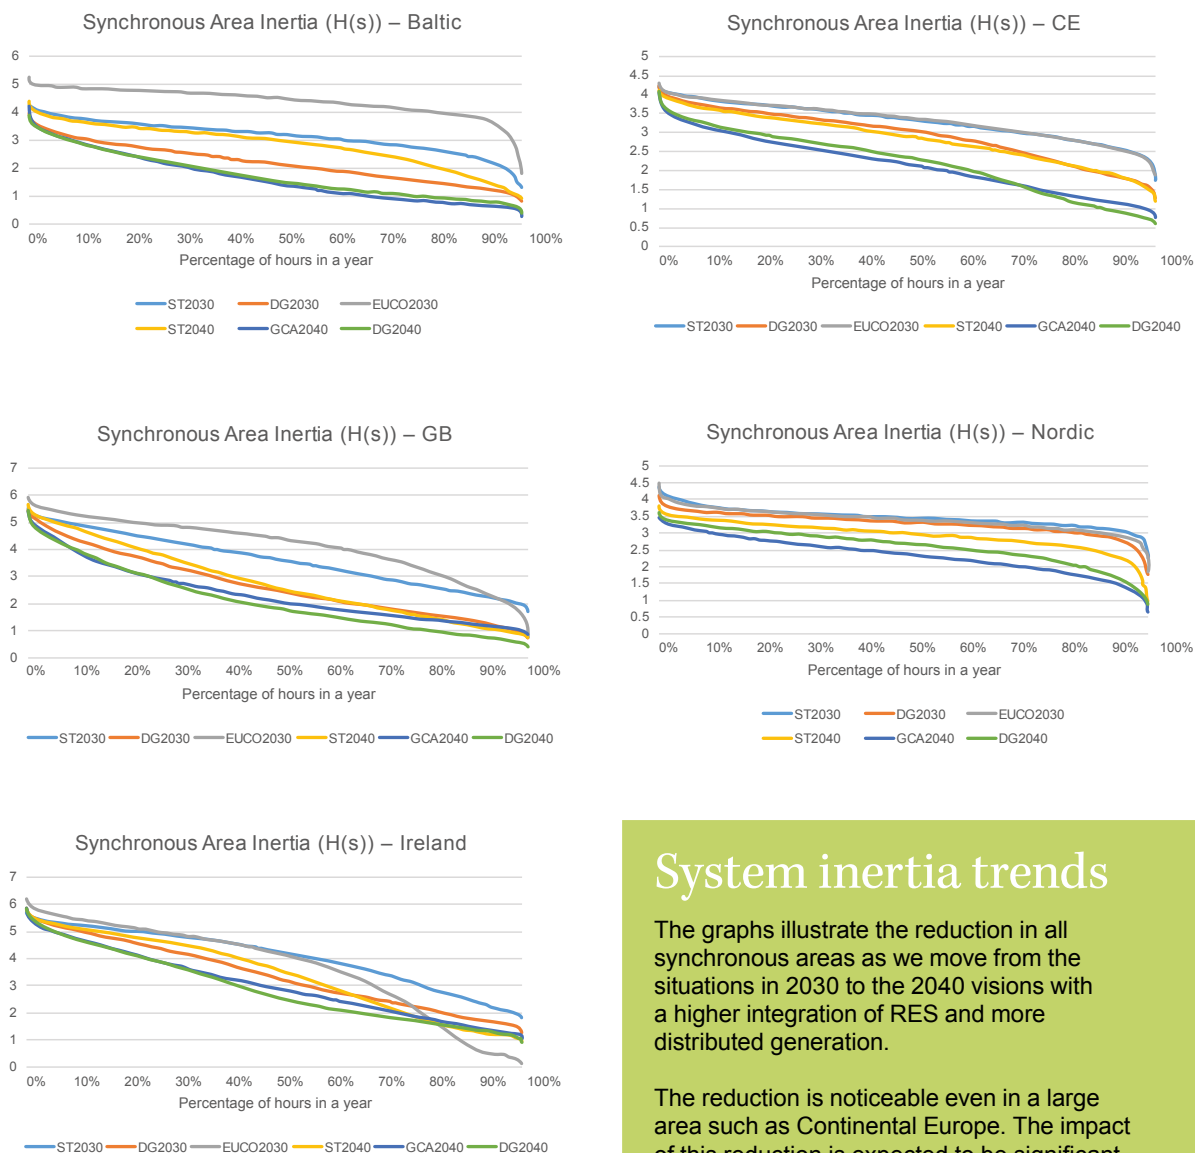 Synchronous Area Inertia (H(s)) – Baltic
6
5
4
3
2
1
0
0% 10% 20% 30% 40% 50% 60% 70% 80% 90% 100%
Percentage of hours in a year
ST2030 DG2030 EUCO2030
ST2040 GCA2040 DG2040
Synchronous Area Inertia (H(s)) – CE
5
4.5
4
3.5
3
2.5
2
1.5
1
0.5
0
0% 10% 20% 30% 40% 50% 60% 70% 80% 90% 100%
Percentage of hours in a year
ST2030 DG2030 EUCO2030 ST2040 GCA2040 DG2040
Synchronous Area Inertia (H(s)) – GB
7
6
5
4
3
2
1
0
0% 10% 20% 30% 40% 50% 60% 70% 80% 90% 100%
Percentage of hours in a year
ST2030 DG2030 EUCO2030 ST2040 GCA2040 DG2040
Synchronous Area Inertia (H(s)) – Nordic
5
4.5
4
3.5
3
2.5
2
1.5
1
0.5
0
0% 10% 20% 30% 40% 50% 60% 70% 80% 90% 100%
Percentage of hours in a year
ST2030 DG2030 EUCO2030
ST2040 GCA2040 DG2040
Synchronous Area Inertia (H(s)) – Ireland
7
6
5
4
3
2
1
0
0% 10% 20% 30% 40% 50% 60% 70% 80% 90% 100%
Percentage of hours in a year
ST2030 DG2030 EUCO2030 ST2040 GCA2040 DG2040
System inertia trends
The graphs illustrate the reduction in all
synchronous areas as we move from the
situations in 2030 to the 2040 visions with
a higher integration of RES and more
distributed generation.
The reduction is noticeable even in a large
area such as Continental Europe. The impact
of this reduction is expected to be significant